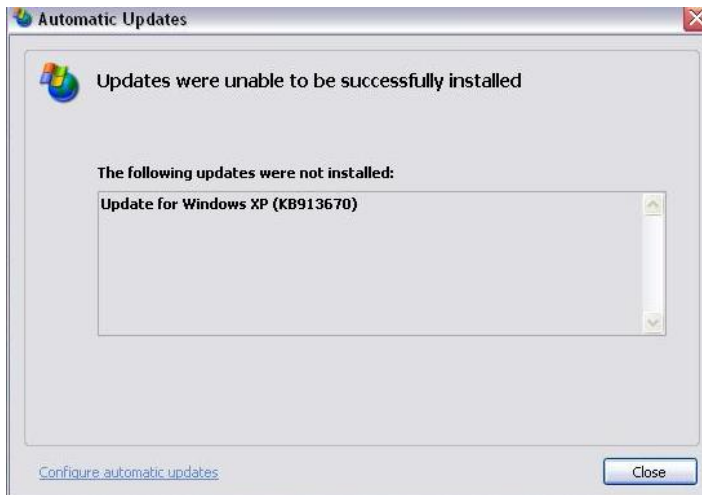 Automatic Updates
Updates were unable to be successfully installed
The following updates were not installed:
Update for Windows XP (KB913670)
Configure automatic updates
Close